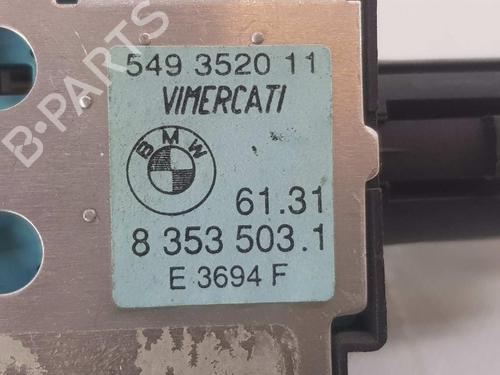 549 3520 11
VIMERCATI
BMW
61.31
8 353 503.1
E 3694 F
B-PARTS